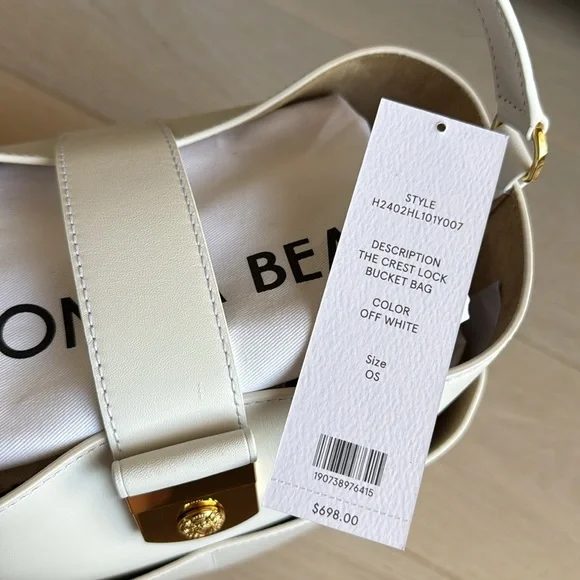 STYLE
H2402HL101Y007
DESCRIPTION
THE CREST LOCK
BUCKET BAG
COLOR
OFF WHITE
Size
OS
190738976415
$698.00
ON
A BEA